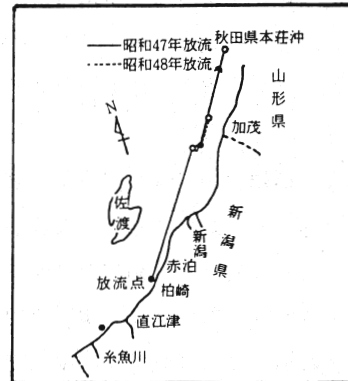 秋田県本荘沖
昭和47年放流
昭和48年放流
山形県
加茂
N
佐渡
新潟県
新潟
赤泊
放流点
柏崎
直江津
糸魚川